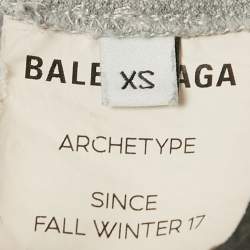 BALE AGA
XS
ARCHETYPE
SINCE
FALL WINTER 17